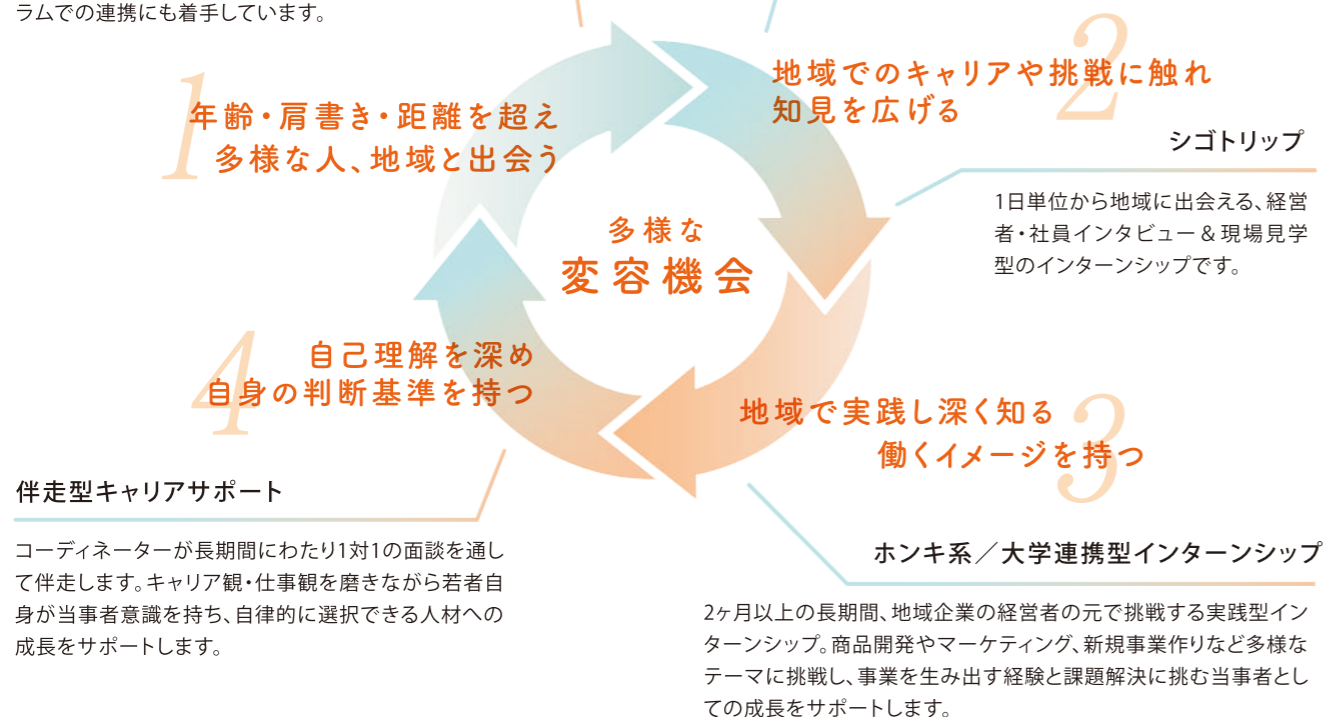 ラムでの連携にも着手しています。
1
年齢・肩書き・距離を超え
多様な人、地域と出会う
2
地域でのキャリアや挑戦に触れ
知見を広げる
シゴトリップ
1日単位から地域に出会える、経営
者・社員インタビュー＆現場見学
型のインターンシップです。
多様な
変容機会
4
自己理解を深め
自身の判断基準を持つ
3
地域で実践し深く知る
働くイメージを持つ
伴走型キャリアサポート
コーディネーターが長期間にわたり1対1の面談を通し
て伴走します。キャリア観・仕事観を磨きながら若者自
身が当事者意識を持ち、自律的に選択できる人材への
成長をサポートします。
ホンキ系／大学連携型インターンシップ
2ヶ月以上の長期間、地域企業の経営者の元で挑戦する実践型イン
ターンシップ。商品開発やマーケティング、新規事業作りなど多様な
テーマに挑戦し、事業を生み出す経験と課題解決に挑む当事者とし
ての成長をサポートします。